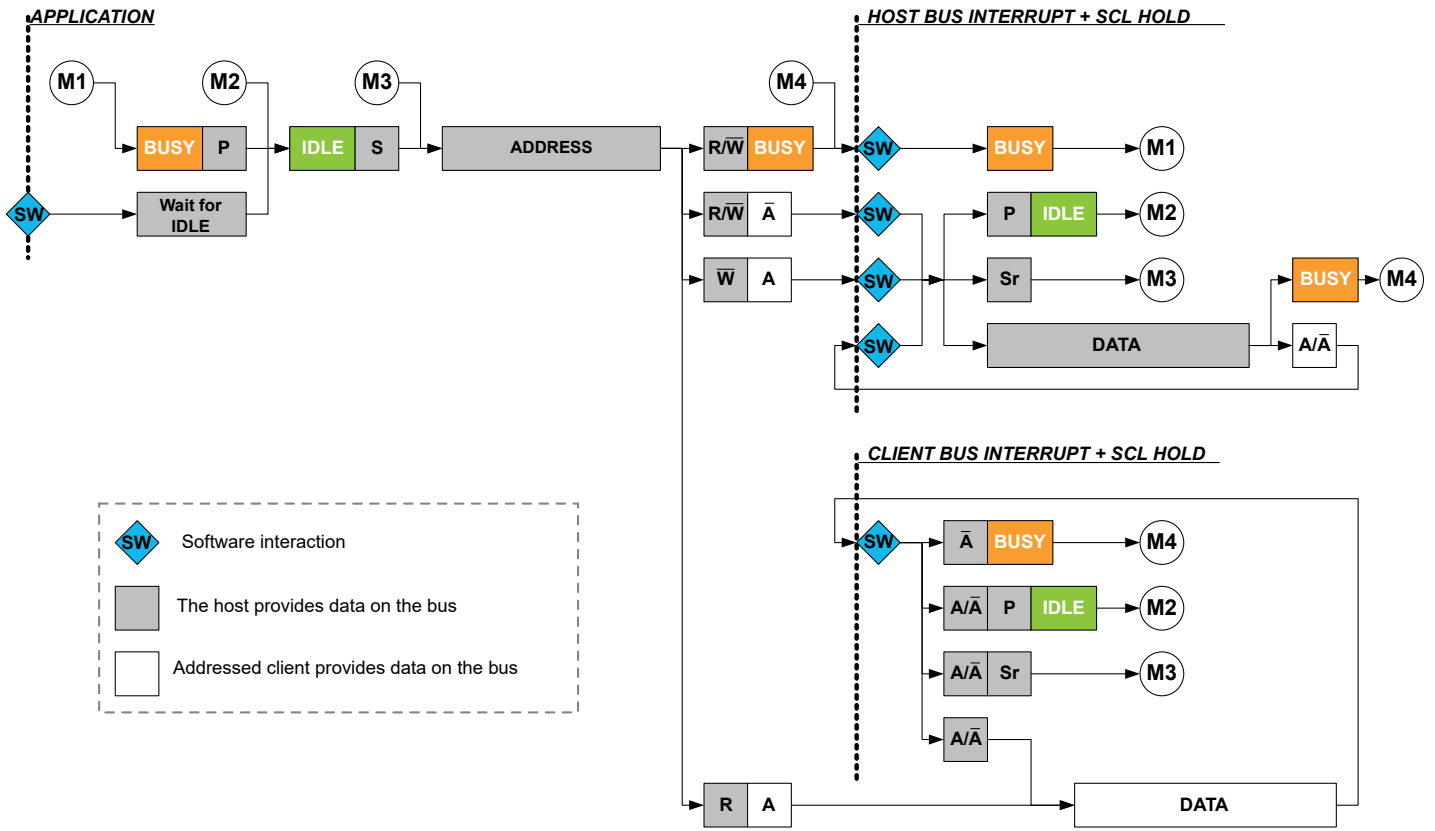 APPLICATION
HOST BUS INTERRUPT + SCL HOLD
M1
M2
M3
M4
BUSY P
IDLE S
ADDRESS
R/W̅ BUSY
SW
BUSY
M1
SW
Wait for
IDLE
R/W̅ A̅
SW
P IDLE
M2
W̅ A
SW
Sr
M3
BUSY
M4
SW
DATA
A/A̅
CLIENT BUS INTERRUPT + SCL HOLD
SW
A̅ BUSY
M4
A/A̅ P IDLE
M2
A/A̅ Sr
M3
A/A̅
R A
DATA
SW Software interaction
The host provides data on the bus
Addressed client provides data on the bus